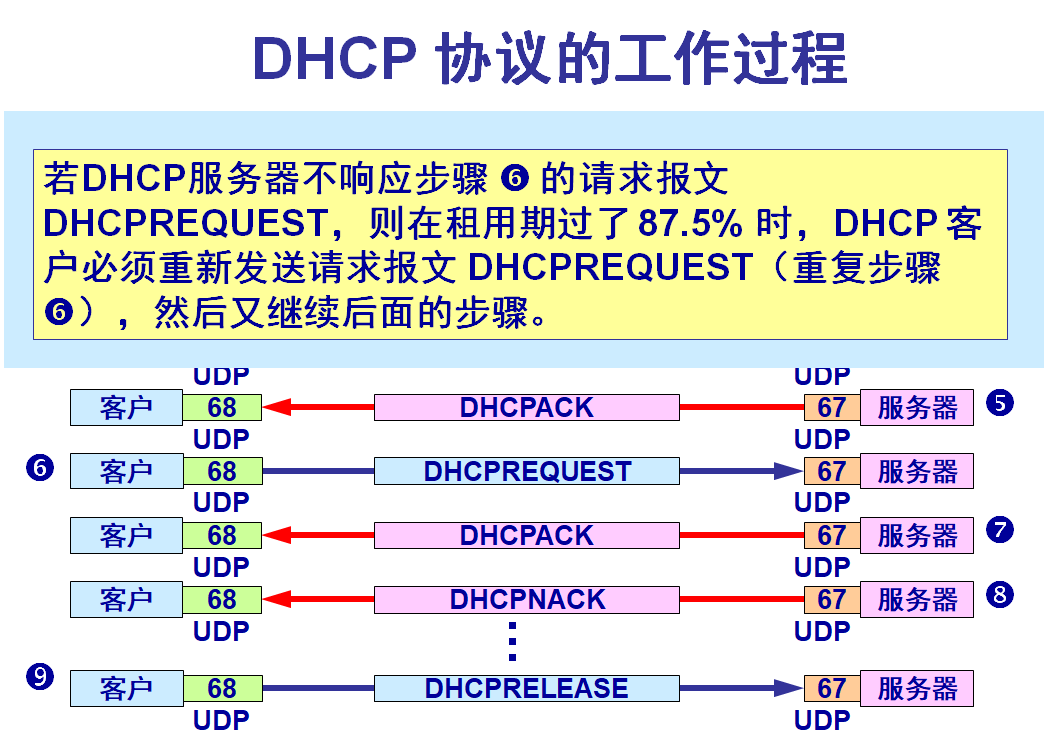 DHCP 协议的工作过程
若DHCP服务器不响应步骤 ❻ 的请求报文
DHCPREQUEST，则在租用期过了 87.5% 时，DHCP 客
户必须重新发送请求报文 DHCPREQUEST（重复步骤
❻），然后又继续后面的步骤。
UDP UDP
客户 68 DHCPACK 67 服务器 ❺
UDP UDP
❻ 客户 68 DHCPREQUEST 67 服务器
UDP UDP
客户 68 DHCPACK 67 服务器 ❼
UDP UDP
客户 68 DHCPNACK 67 服务器 ❽
UDP UDP
❾ 客户 68 DHCPRELEASE 67 服务器
UDP UDP